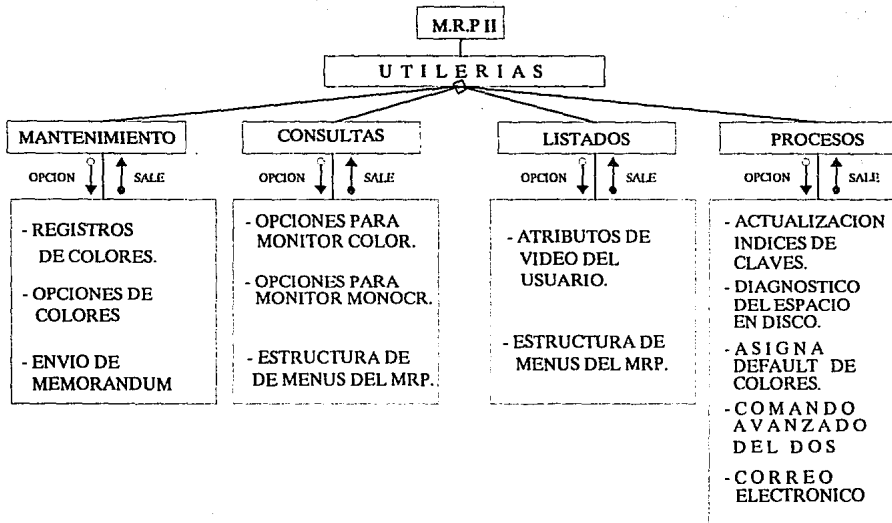 M.R.P II
U T I L E R I A S
MANTENIMIENTO
OPCION SALE
- REGISTROS
DE COLORES.
- OPCIONES DE
COLORES
- ENVIO DE
MEMORANDUM
CONSULTAS
OPCION SALE
- OPCIONES PARA
MONITOR COLOR.
- OPCIONES PARA
MONITOR MONOCR.
- ESTRUCTURA DE
DE MENUS DEL MRP.
LISTADOS
OPCION SALE
- ATRIBUTOS DE
VIDEO DEL
USUARIO.
- ESTRUCTURA DE
MENUS DEL MRP.
PROCESOS
OPCION SALE
- ACTUALIZACION
INDICES DE
CLAVES.
- DIAGNOSTICO
DEL ESPACIO
EN DISCO.
- A S I G N A
DEFAULT DE
COLORES.
- C O M A N D O
A V A N Z A D O
D E L D O S
- C O R R E O
ELECTRONICO